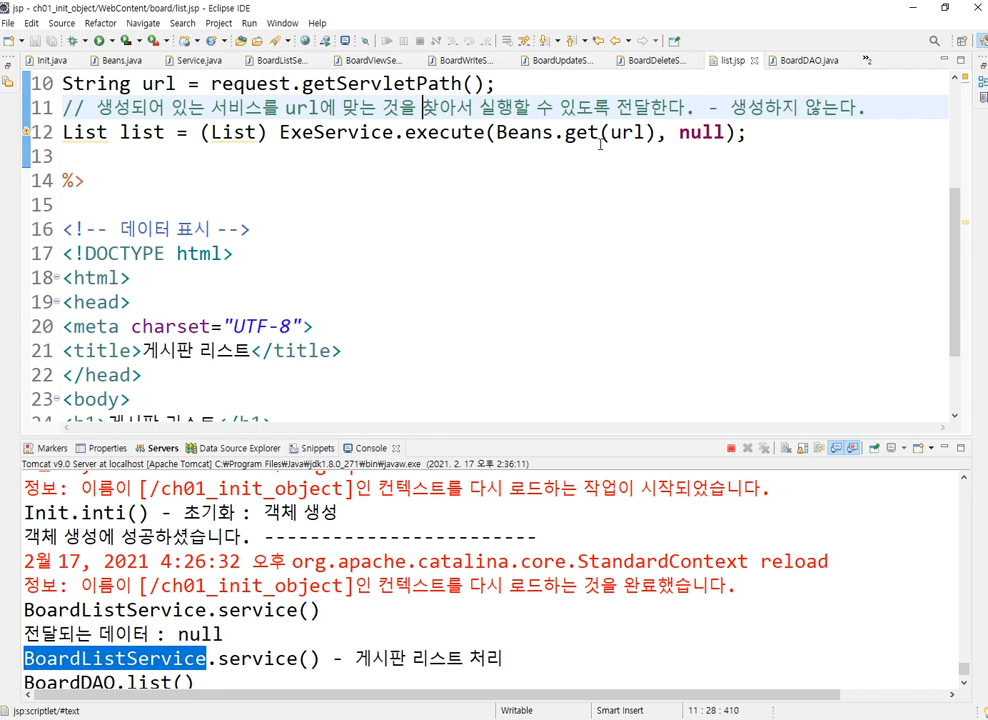 jsp - ch01_init_object/WebContent/board/list.jsp - Eclipse IDE
File Edit Source Refactor Navigate Search Project Run Window Help
Init.java Beans.java Service.java BoardListSe... BoardViewSe... BoardWriteS... BoardUpdateS... BoardDeleteS... list.jsp BoardDAO.java »2
10 String url = request.getServletPath();
11 // 생성되어 있는 서비스를 url에 맞는 것을 찾아서 실행할 수 있도록 전달한다. - 생성하지 않는다.
12 List list = (List) ExeService.execute(Beans.get(url), null);
13
14 %>
15
16 <!-- 데이터 표시 -->
17 <!DOCTYPE html>
18 <html>
19 <head>
20 <meta charset="UTF-8">
21 <title>게시판 리스트</title>
22 </head>
23 <body>
24 <h1>게시판 리스트</h1>
Markers Properties Servers Data Source Explorer Snippets Console
Tomcat v9.0 Server at localhost [Apache Tomcat] C:\Program Files\Java\jdk1.8.0_271\bin\javaw.exe (2021. 2. 17 오후 2:36:11)
정보: 이름이 [/ch01_init_object]인 컨텍스트를 다시 로드하는 작업이 시작되었습니다.
Init.inti() - 초기화 : 객체 생성
객체 생성에 성공하셨습니다. ------------------------
2월 17, 2021 4:26:32 오후 org.apache.catalina.core.StandardContext reload
정보: 이름이 [/ch01_init_object]인 컨텍스트를 다시 로드하는 것을 완료했습니다.
BoardListService.service()
전달되는 데이터 : null
BoardListService.service() - 게시판 리스트 처리
BoardDAO.list()
jsp:scriptlet/#text Writable Smart Insert 11 : 28 : 410